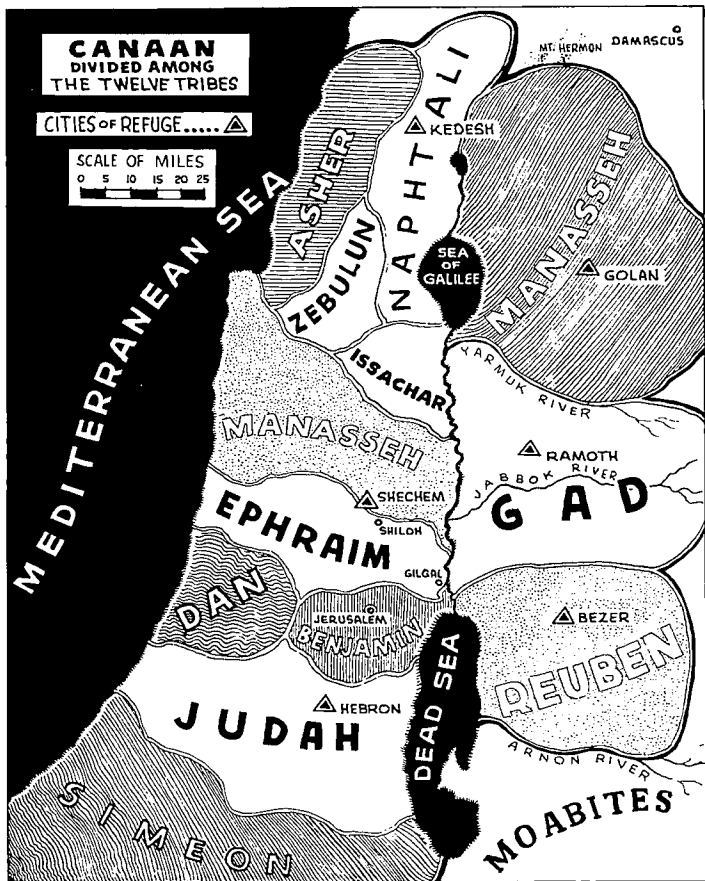 CANAAN
DIVIDED AMONG
THE TWELVE TRIBES
CITIES OF REFUGE.....
SCALE OF MILES
0 5 10 15 20 25
MT. HERMON
DAMASCUS
NAPHTALI
KEDESH
ASHER
MANASSEH
MEDITERRANEAN SEA
ZEBULUN
SEA
OF
GALILEE
GOLAN
ISSACHAR
YARMUK RIVER
MANASSEH
RAMOTH
JABBOK RIVER
GAD
SHECHEM
EPHRAIM
SHILOH
GILGAL
DAN
JERUSALEM
BENJAMIN
BEZER
REUBEN
HEBRON
JUDAH
DEAD SEA
ARNON RIVER
SIMEON
MOABITES